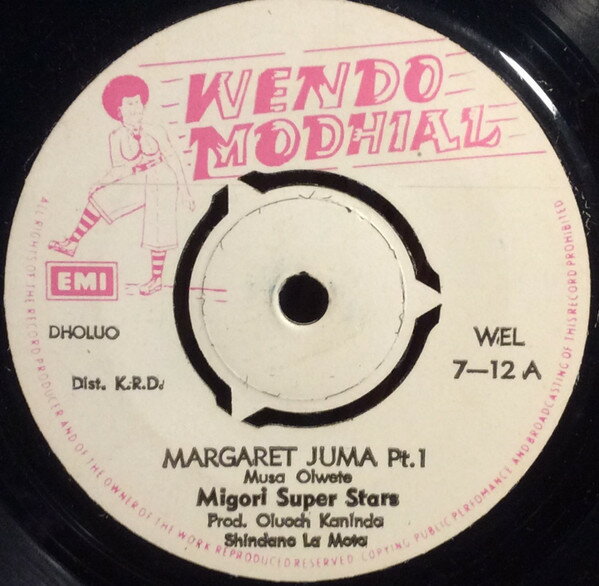 WENDO
MODHIAL
EMI
DHOLUO
Dist. K.R.D.
WEL
7—12 A
MARGARET JUMA Pt.1
Musa Olwete
Migori Super Stars
Prod. Oluoch Kaninda
Shindano La Mota
ALL RIGHTS OF THE RECORD PRODUCER AND OF THE OWNER OF THE WORK REPRODUCED RESERVED. COPYING PUBLIC PERFORMANCE AND BROADCASTING OF THIS RECORD PROHIBITED